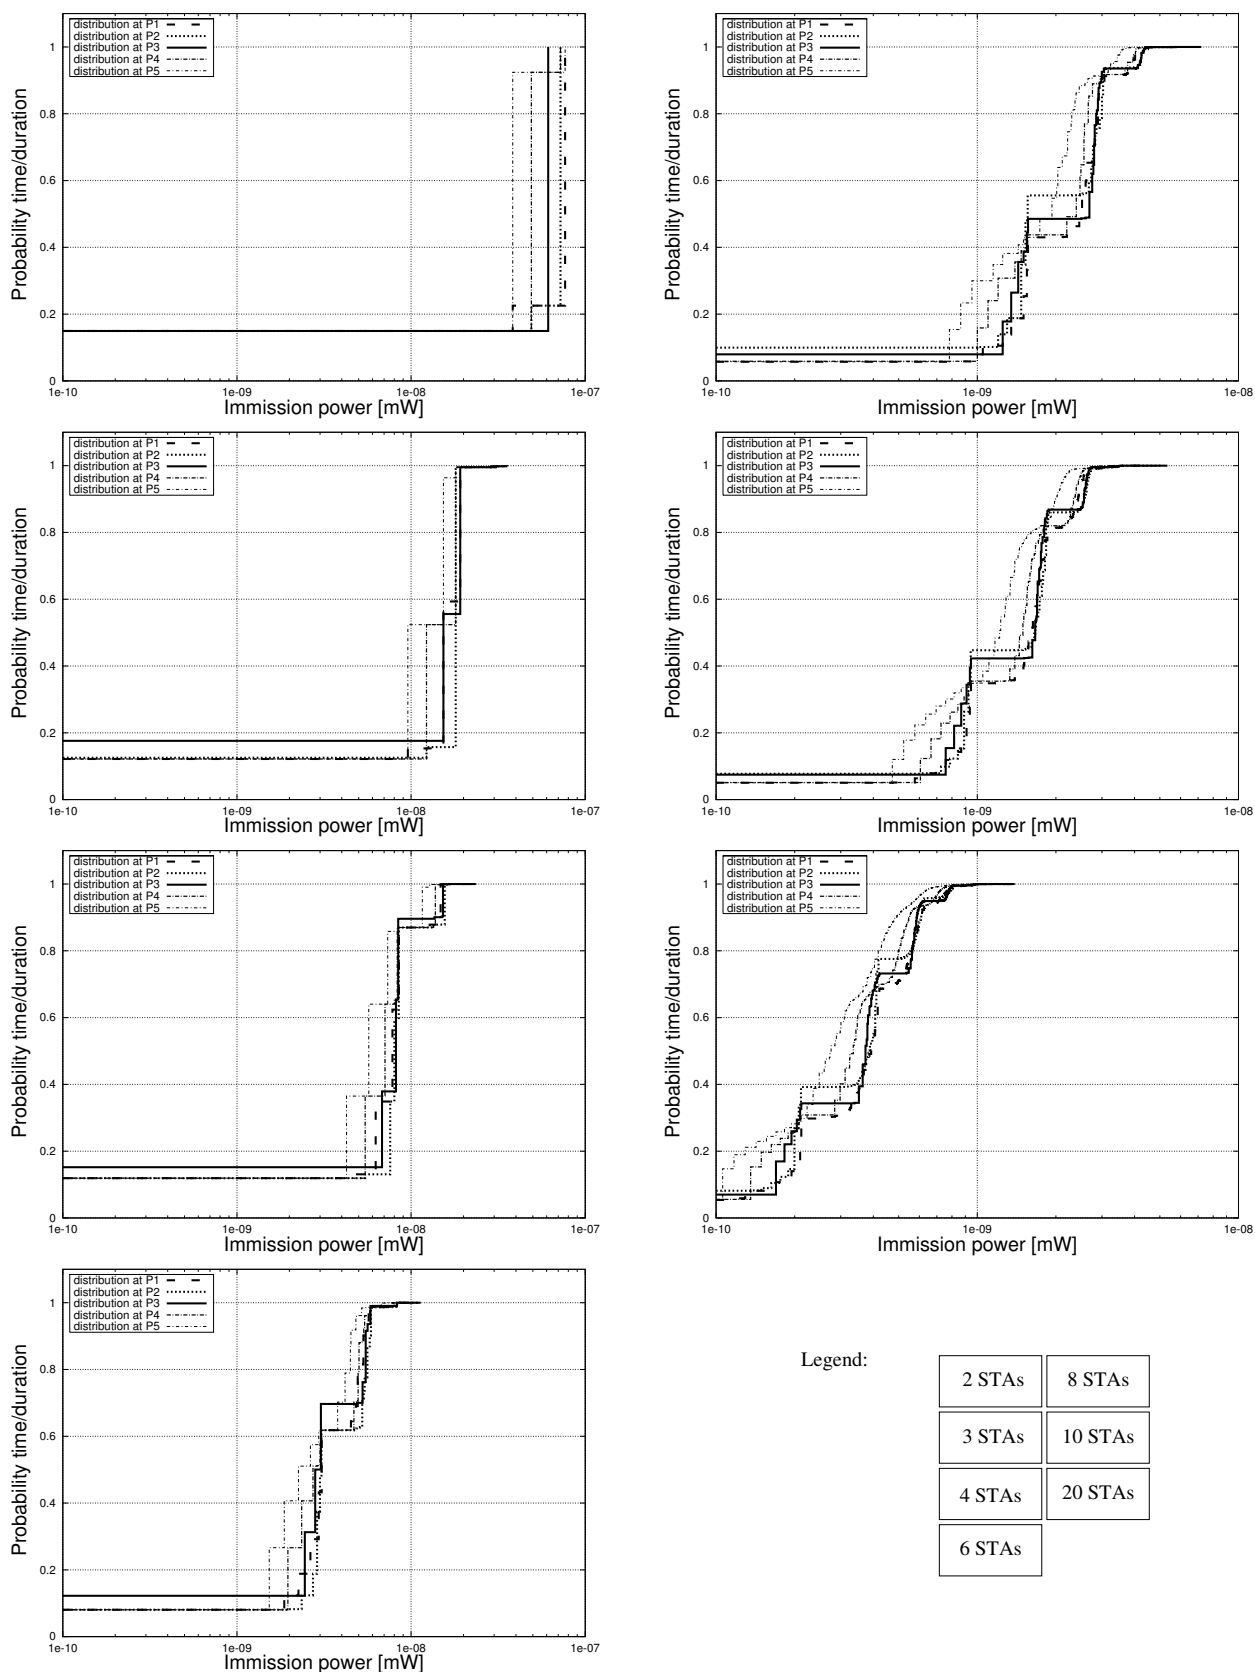 distribution at P1
distribution at P2
distribution at P3
distribution at P4
distribution at P5
1
0.8
0.6
0.4
0.2
0
1e-10
1e-09
1e-08
1e-07
Probability time/duration
Immission power [mW]
distribution at P1
distribution at P2
distribution at P3
distribution at P4
distribution at P5
1
0.8
0.6
0.4
0.2
0
1e-10
1e-09
1e-08
Probability time/duration
Immission power [mW]
distribution at P1
distribution at P2
distribution at P3
distribution at P4
distribution at P5
1
0.8
0.6
0.4
0.2
0
1e-10
1e-09
1e-08
1e-07
Probability time/duration
Immission power [mW]
distribution at P1
distribution at P2
distribution at P3
distribution at P4
distribution at P5
1
0.8
0.6
0.4
0.2
0
1e-10
1e-09
1e-08
Probability time/duration
Immission power [mW]
distribution at P1
distribution at P2
distribution at P3
distribution at P4
distribution at P5
1
0.8
0.6
0.4
0.2
0
1e-10
1e-09
1e-08
1e-07
Probability time/duration
Immission power [mW]
distribution at P1
distribution at P2
distribution at P3
distribution at P4
distribution at P5
1
0.8
0.6
0.4
0.2
0
1e-10
1e-09
1e-08
Probability time/duration
Immission power [mW]
distribution at P1
distribution at P2
distribution at P3
distribution at P4
distribution at P5
1
0.8
0.6
0.4
0.2
0
1e-10
1e-09
1e-08
1e-07
Probability time/duration
Immission power [mW]
Legend:
2 STAs
8 STAs
3 STAs
10 STAs
4 STAs
20 STAs
6 STAs